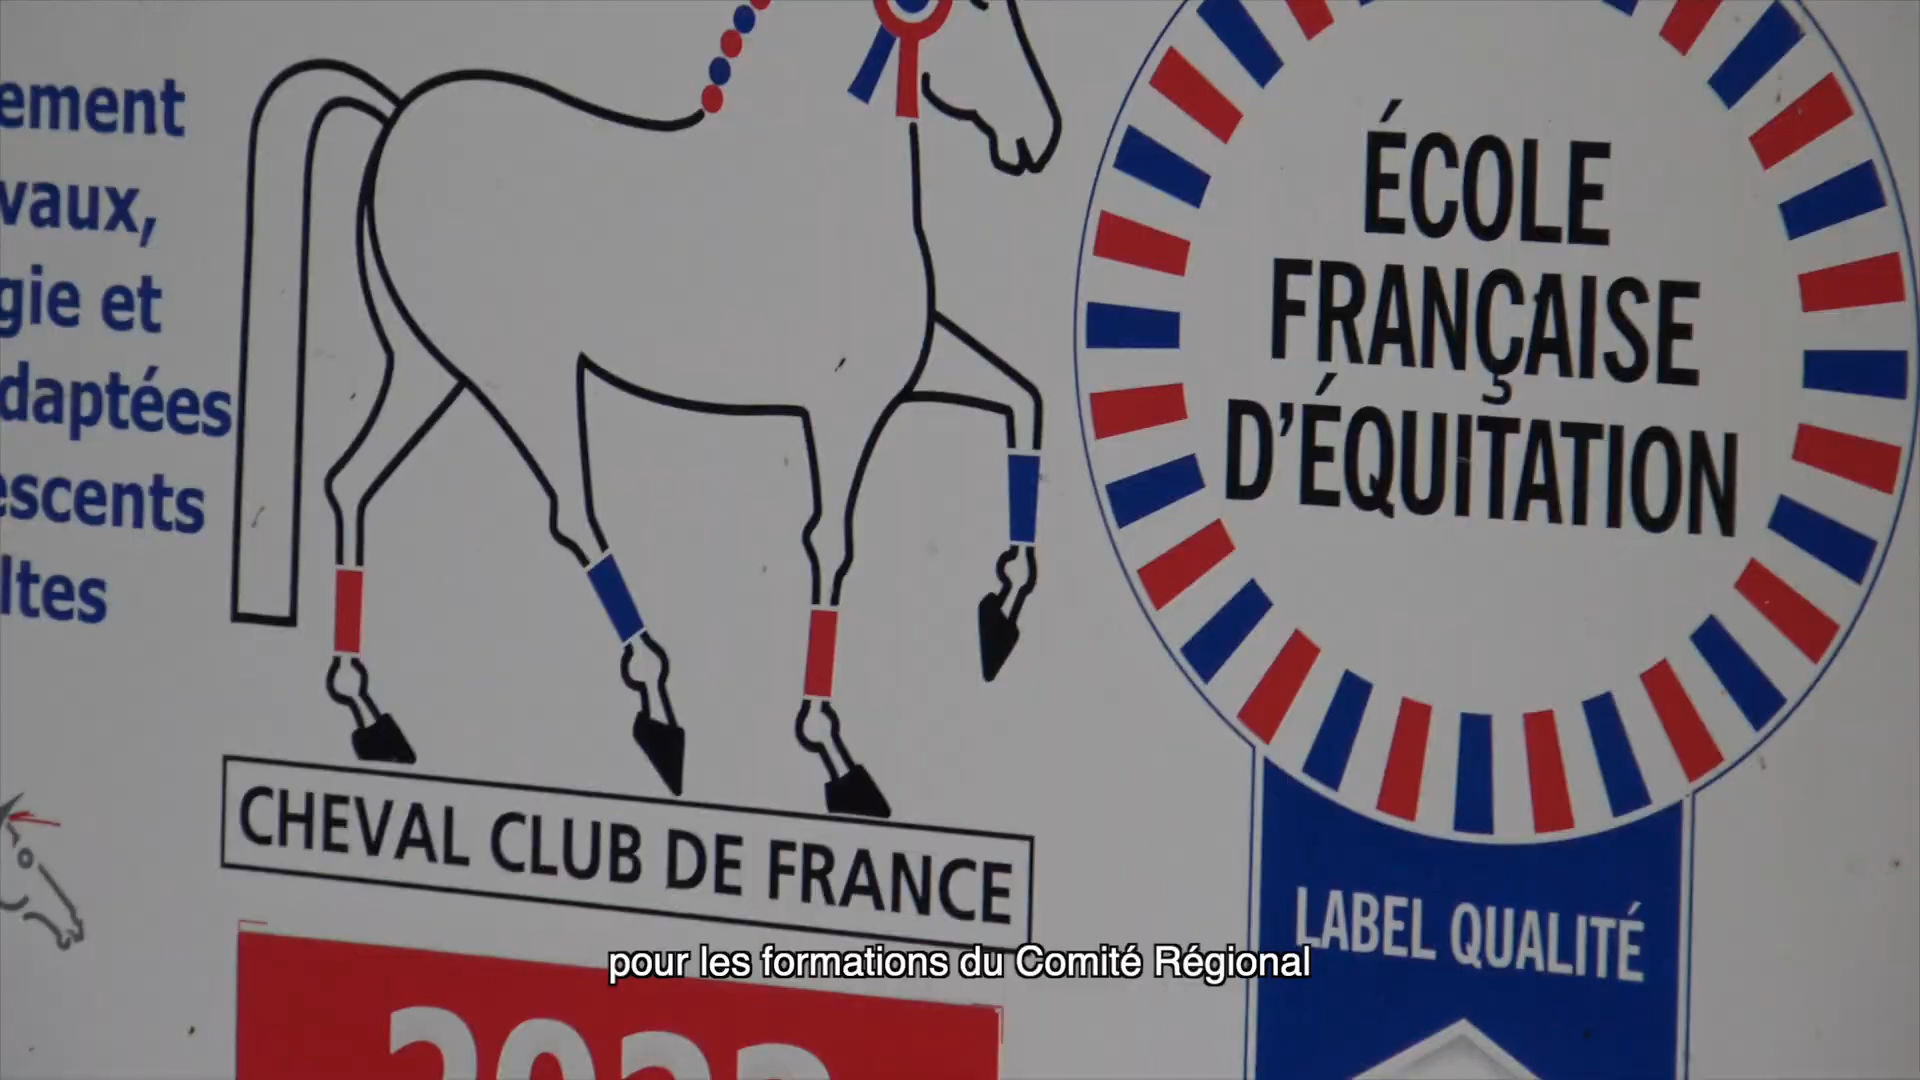 ement
vaux,
gie et
daptées
escents
ltes
CHEVAL CLUB DE FRANCE
ÉCOLE
FRANÇAISE
D'ÉQUITATION
LABEL QUALITÉ
pour les formations du Comité Régional